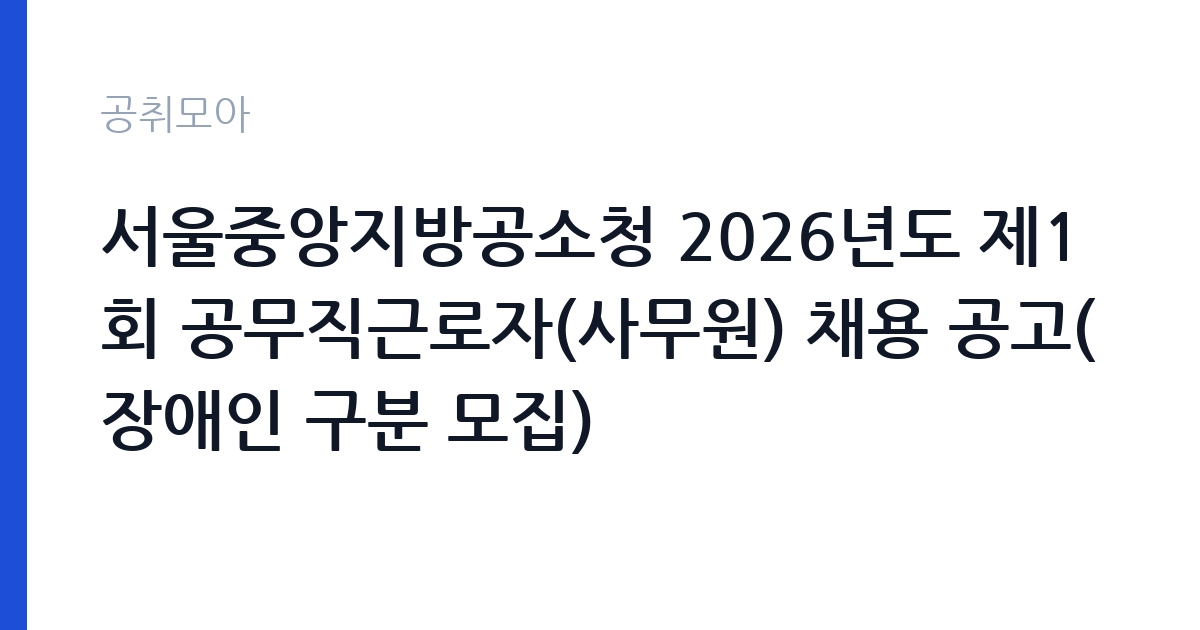 공취모아
서울중앙지방공소청 2026년도 제1
회 공무직근로자(사무원) 채용 공고(
장애인 구분 모집)